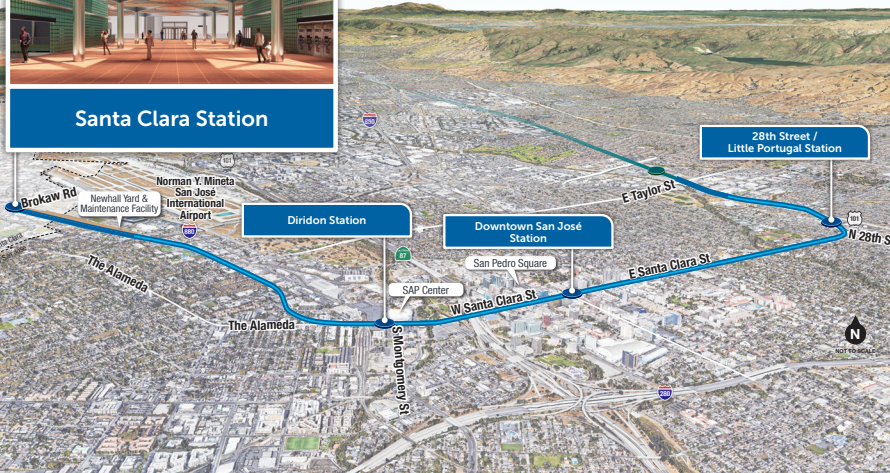 Santa Clara Station
28th Street /
Little Portugal Station
880
101
Norman Y. Mineta
San José
International
Airport
E Taylor St
Brokaw Rd
Newhall Yard &
Maintenance Facility
Diridon Station
Downtown San José
Station
101
N 28th S
880
87
San Pedro Square
E Santa Clara St
The Alameda
SAP Center
W Santa Clara St
The Alameda
S Montgomery St
N
NOT TO SCALE
280